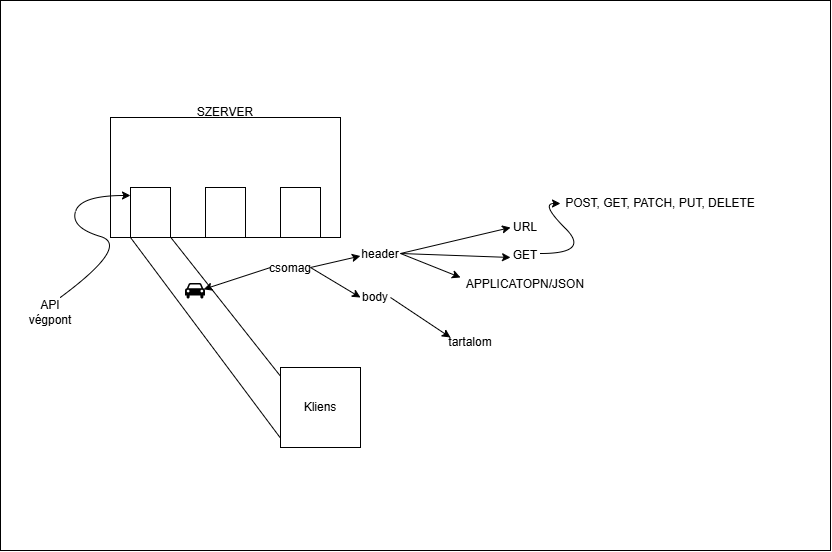 SZERVER
POST, GET, PATCH, PUT, DELETE
URL
header
GET
csomag
APPLICATOPN/JSON
body
API
végpont
tartalom
Kliens